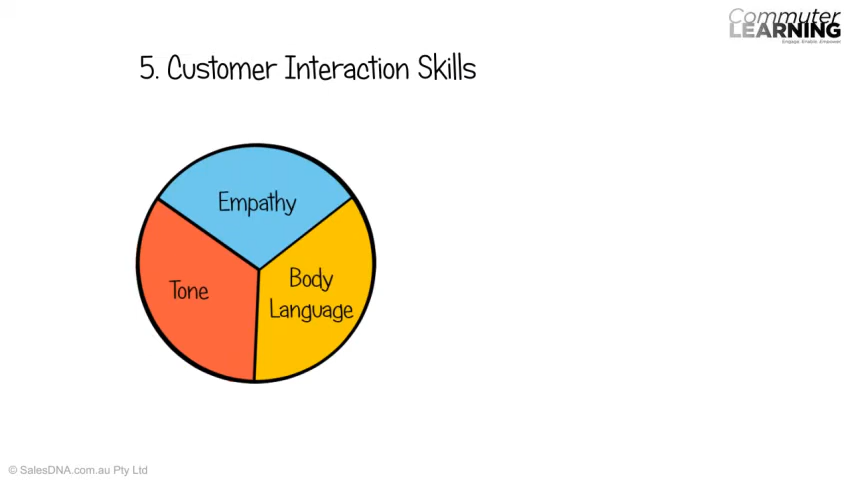 Commuter
LEARNING
Engage. Enable. Empower.
5. Customer Interaction Skills
Empathy
Tone
Body
Language
© SalesDNA.com.au Pty Ltd